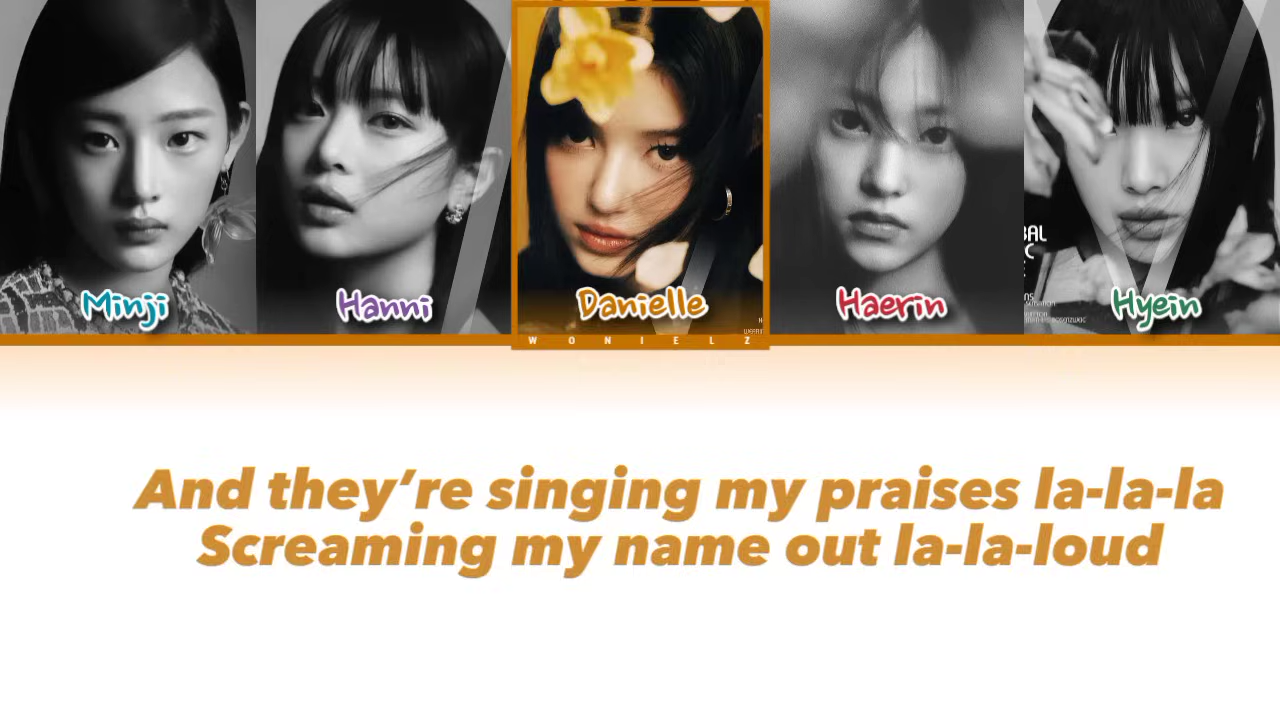 BAL
C
Minji
Hanni
Danielle
Haerin
Hyein
W O N I E L Z
And they're singing my praises la-la-la
Screaming my name out la-la-loud